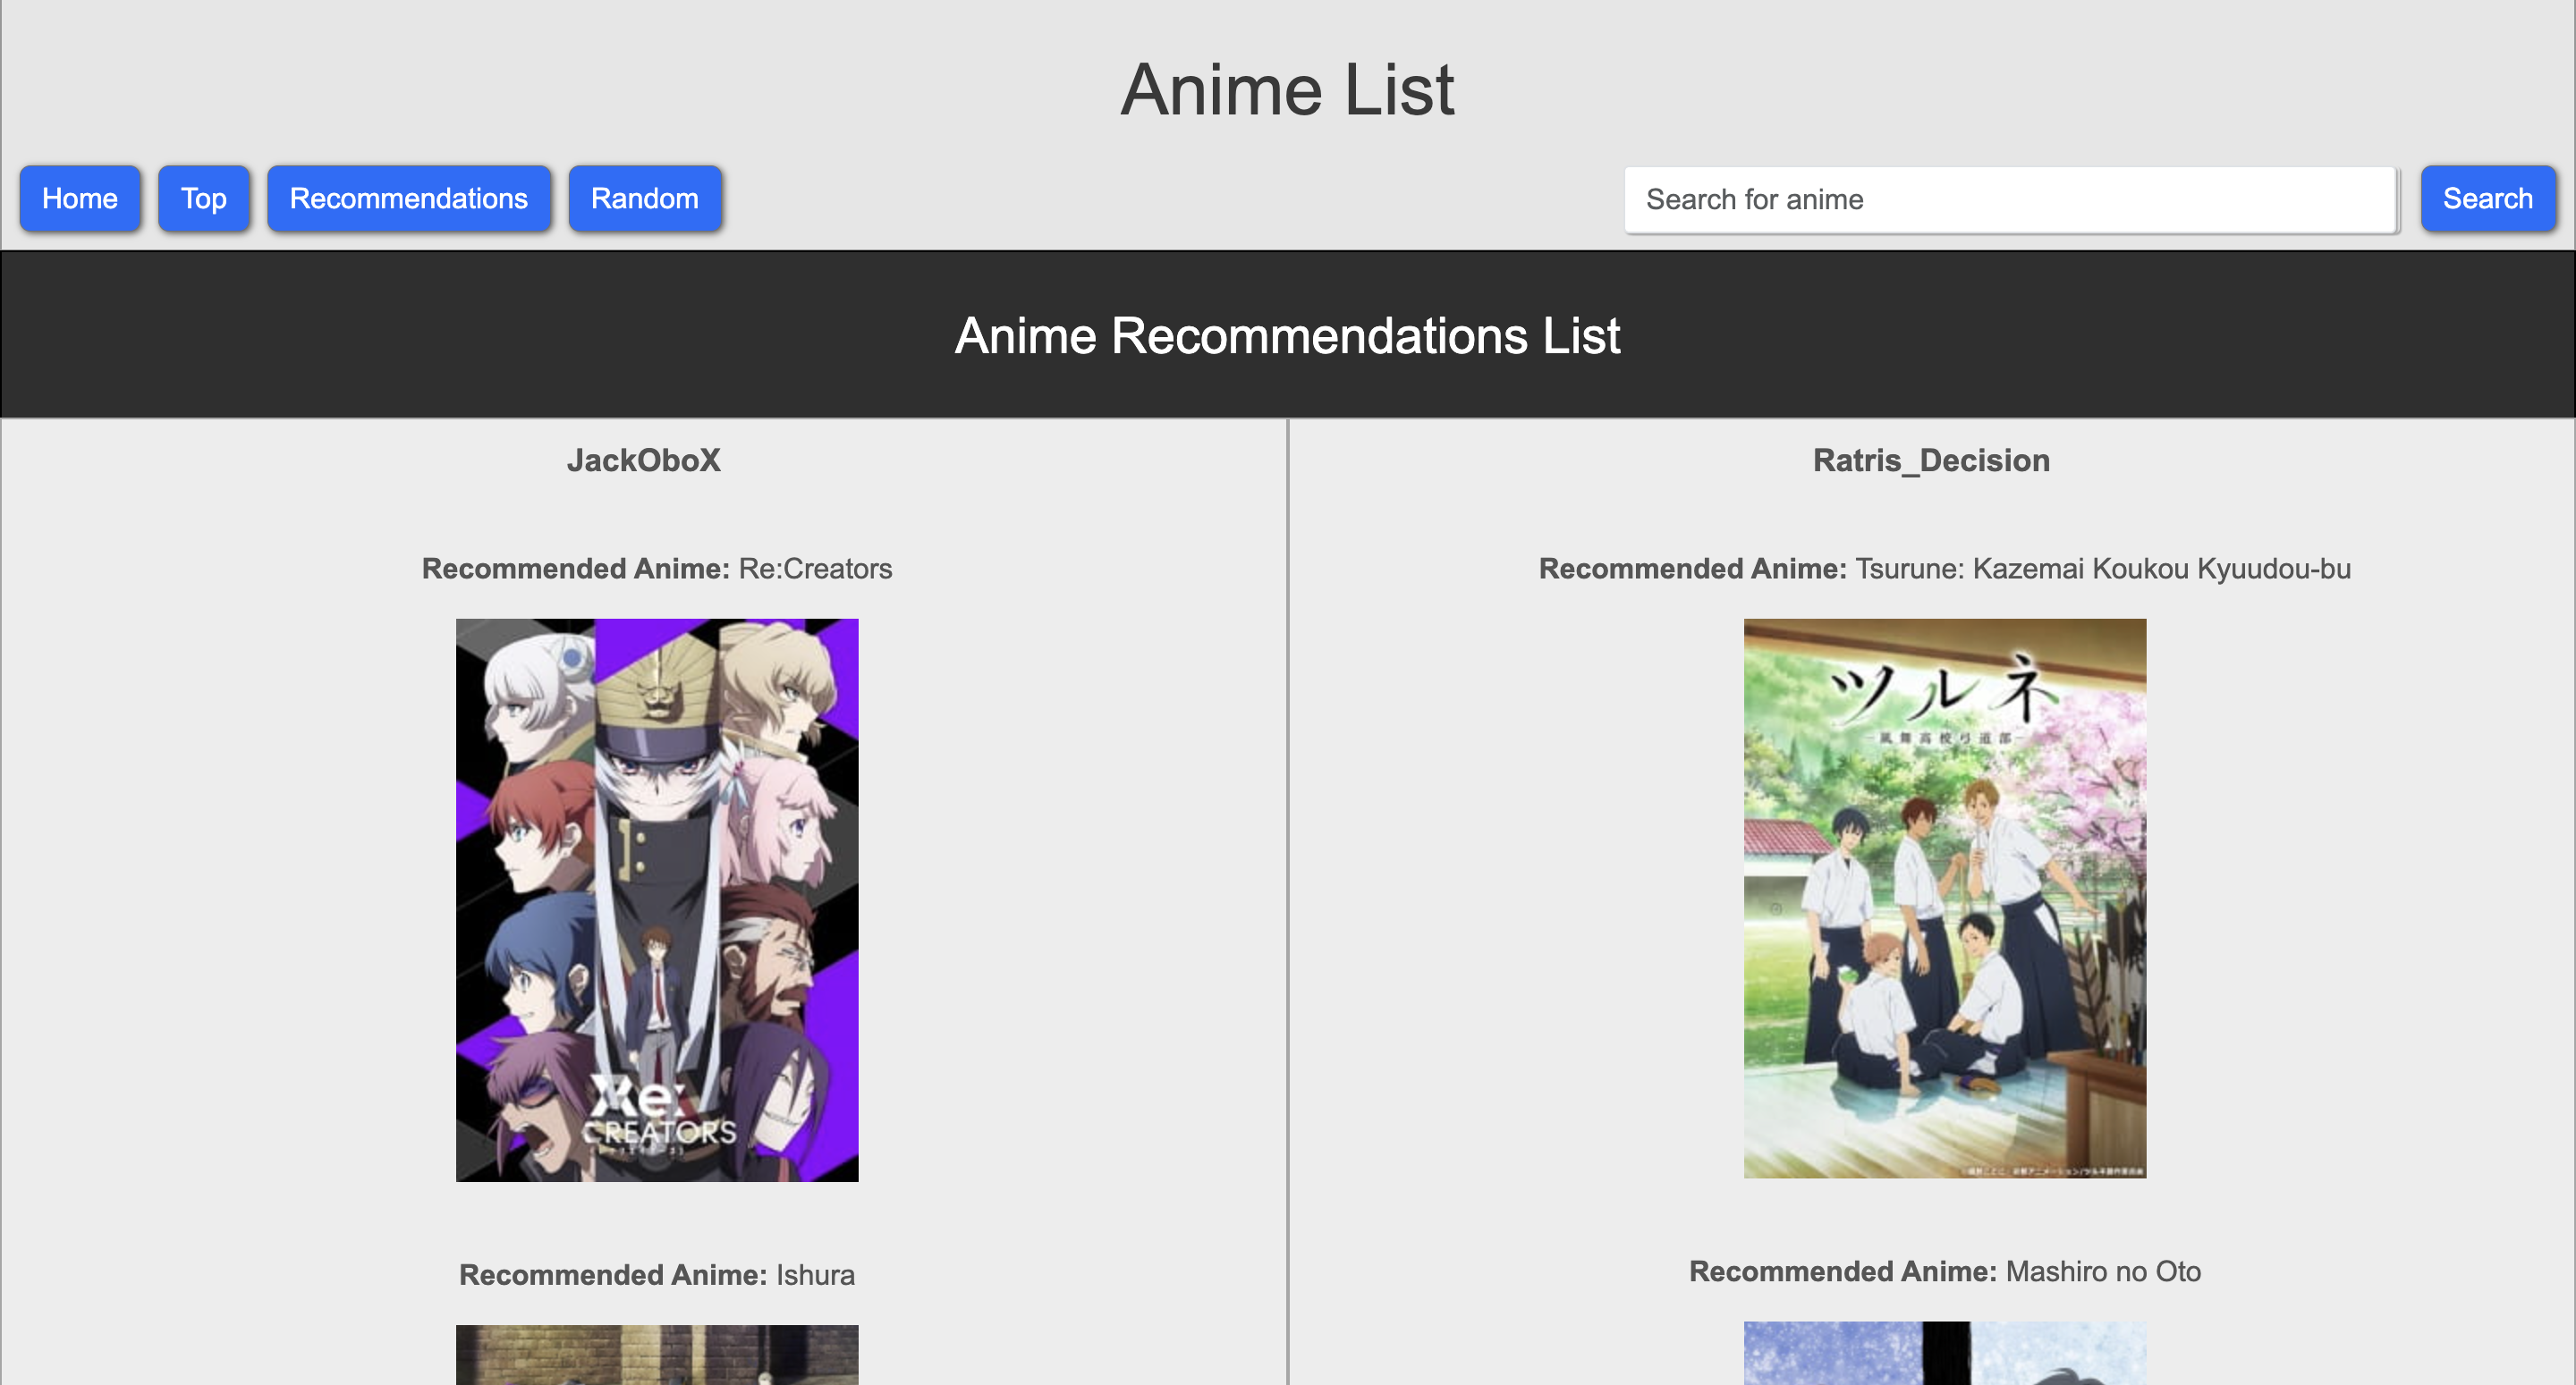 Anime List
Home
Top
Recommendations
Random
Search for anime
Search
Anime Recommendations List
JackOboX
Recommended Anime: Re:Creators
Re:
CREATORS
Recommended Anime: Ishura
Ratris_Decision
Recommended Anime: Tsurune: Kazemai Koukou Kyuudou-bu
ツルネ
―風舞高校弓道部―
Recommended Anime: Mashiro no Oto